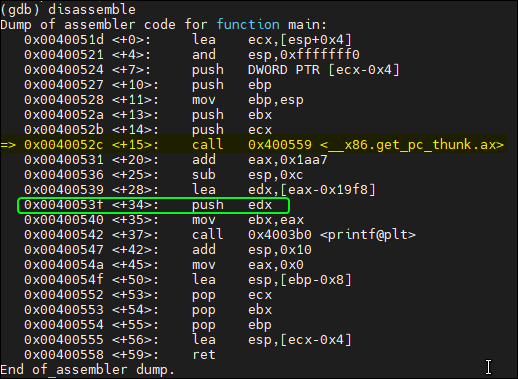 (gdb) disassemble
Dump of assembler code for function main:
0x0040051d <+0>: lea ecx,[esp+0x4]
0x00400521 <+4>: and esp,0xfffffff0
0x00400524 <+7>: push DWORD PTR [ecx-0x4]
0x00400527 <+10>: push ebp
0x00400528 <+11>: mov ebp,esp
0x0040052a <+13>: push ebx
0x0040052b <+14>: push ecx
=> 0x0040052c <+15>: call 0x400559 <__x86.get_pc_thunk.ax>
0x00400531 <+20>: add eax,0x1aa7
0x00400536 <+25>: sub esp,0xc
0x00400539 <+28>: lea edx,[eax-0x19f8]
0x0040053f <+34>: push edx
0x00400540 <+35>: mov ebx,eax
0x00400542 <+37>: call 0x4003b0 <printf@plt>
0x00400547 <+42>: add esp,0x10
0x0040054a <+45>: mov eax,0x0
0x0040054f <+50>: lea esp,[ebp-0x8]
0x00400552 <+53>: pop ecx
0x00400553 <+54>: pop ebx
0x00400554 <+55>: pop ebp
0x00400555 <+56>: lea esp,[ecx-0x4]
0x00400558 <+59>: ret
End of assembler dump.